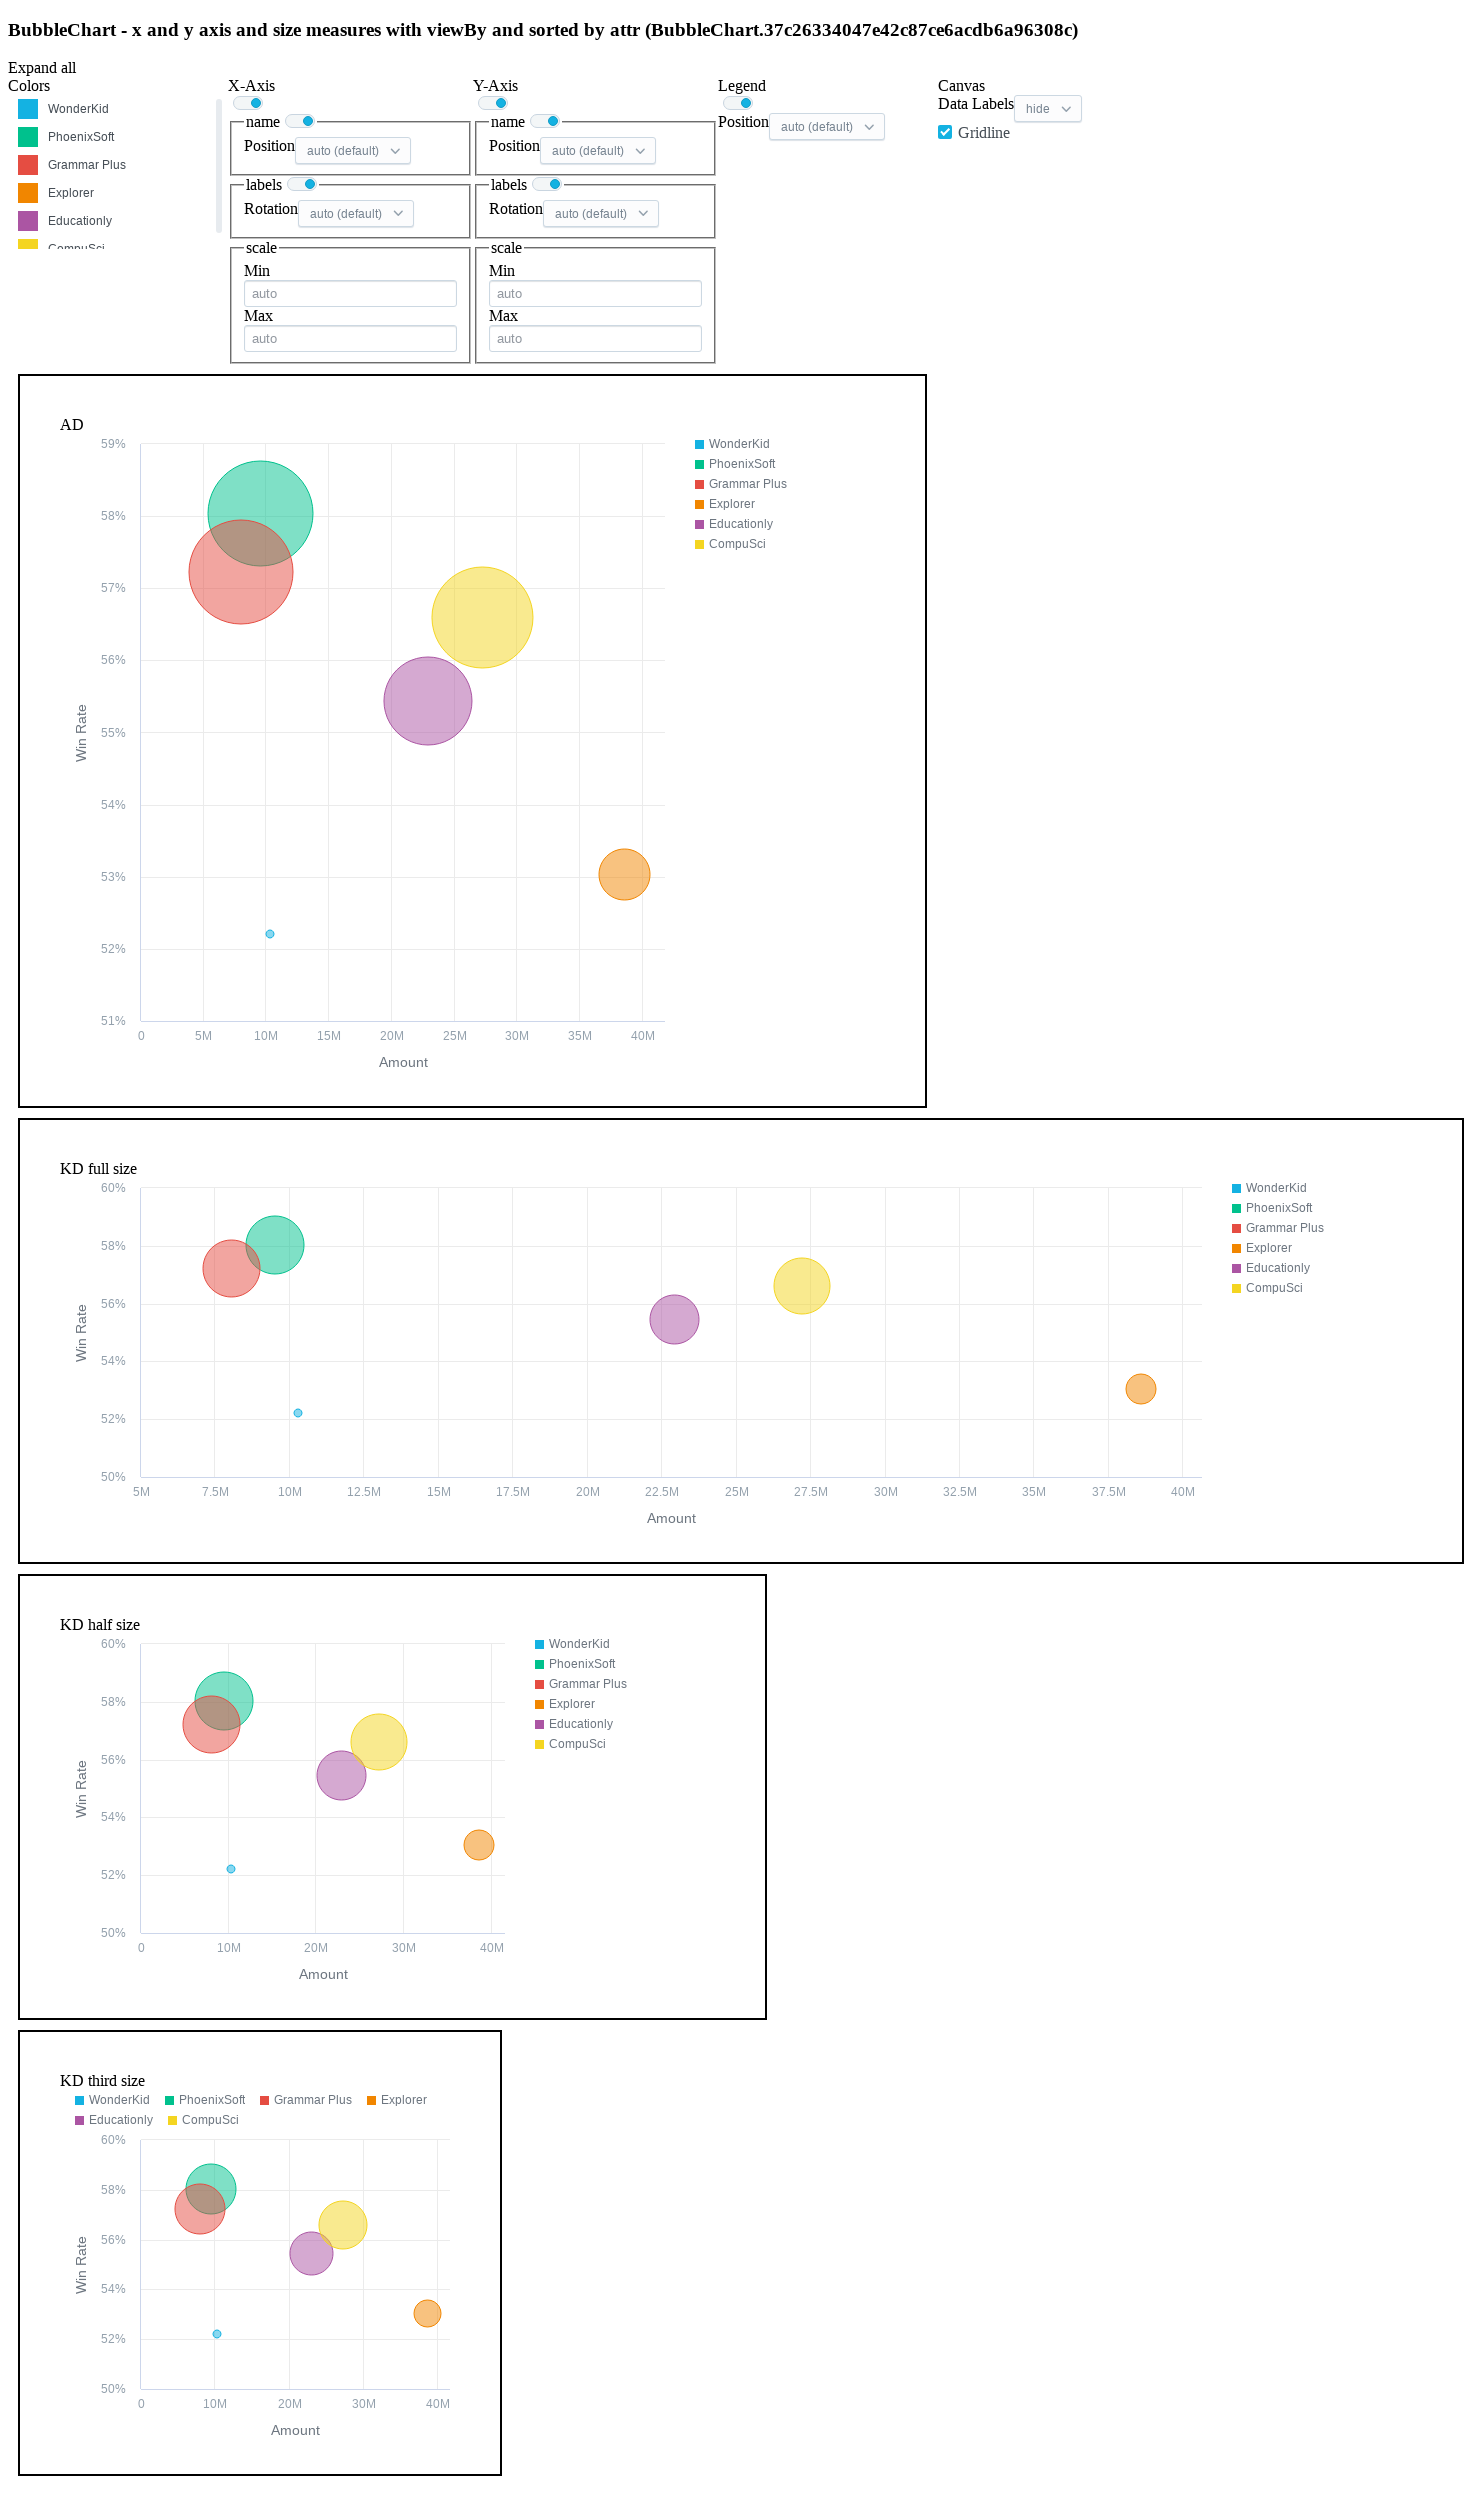 BubbleChart - x and y axis and size measures with viewBy and sorted by attr (BubbleChart.37c26334047e42c87ce6acdb6a96308c)
Expand all
Colors
WonderKid
PhoenixSoft
Grammar Plus
Explorer
Educationly
CompuSci
X-Axis
name
Position auto (default)
labels
Rotation auto (default)
scale
Min
auto
Max
auto
Y-Axis
name
Position auto (default)
labels
Rotation auto (default)
scale
Min
auto
Max
auto
Legend
Position auto (default)
Canvas
Data Labels hide
Gridline
AD
59%
58%
57%
56%
55%
54%
53%
52%
51%
Win Rate
0 5M 10M 15M 20M 25M 30M 35M 40M
Amount
WonderKid
PhoenixSoft
Grammar Plus
Explorer
Educationly
CompuSci
KD full size
60%
58%
56%
54%
52%
50%
Win Rate
5M 7.5M 10M 12.5M 15M 17.5M 20M 22.5M 25M 27.5M 30M 32.5M 35M 37.5M 40M
Amount
WonderKid
PhoenixSoft
Grammar Plus
Explorer
Educationly
CompuSci
KD half size
60%
58%
56%
54%
52%
50%
Win Rate
0 10M 20M 30M 40M
Amount
WonderKid
PhoenixSoft
Grammar Plus
Explorer
Educationly
CompuSci
KD third size
WonderKid PhoenixSoft Grammar Plus Explorer
Educationly CompuSci
60%
58%
56%
54%
52%
50%
Win Rate
0 10M 20M 30M 40M
Amount